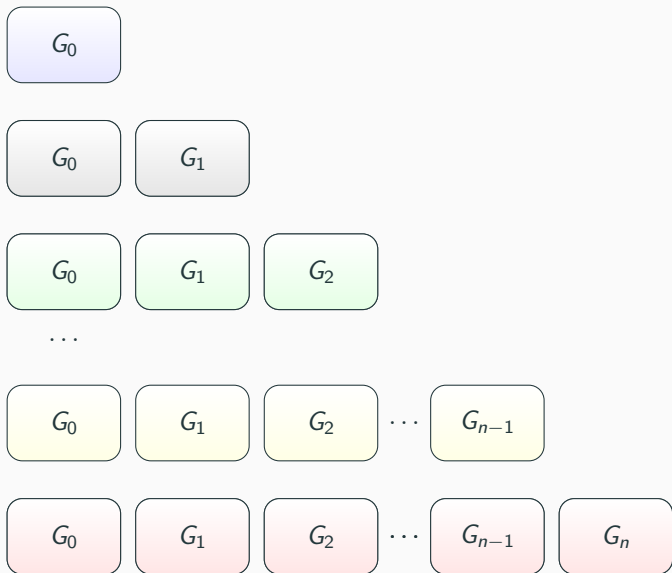 G₀
G₀ G₁
G₀ G₁ G₂
...
G₀ G₁ G₂ ... Gₙ₋₁
G₀ G₁ G₂ ... Gₙ₋₁ Gₙ